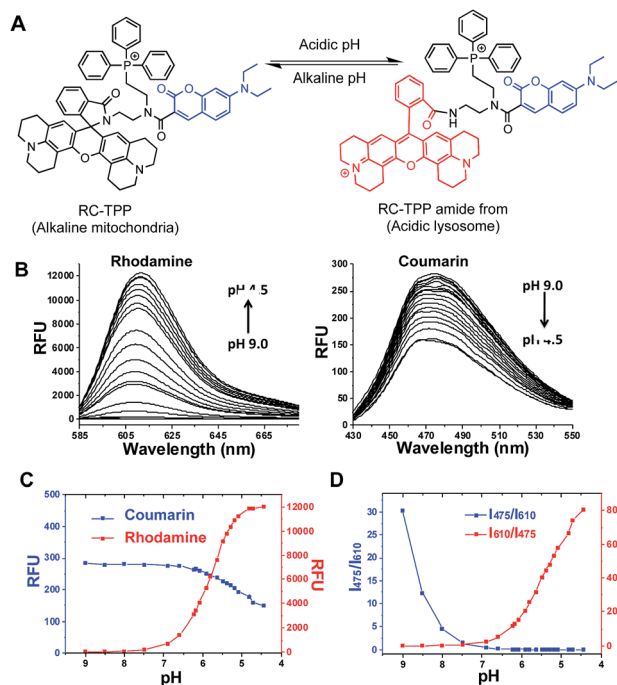 A
Acidic pH
Alkaline pH
P
N
N
O
O
N
N
O
N
O
O
O
RC-TPP
(Alkaline mitochondria)
P
N
O
O
N
O
N
H
O
N
O
N
RC-TPP amide from
(Acidic lysosome)
B
Rhodamine
pH 9.0
RFU
12000
10000
8000
6000
4000
2000
0
585 605 625 645 665
Wavelength (nm)
Coumarin
pH 9.0
RFU
300
250
200
150
100
50
0
430 450 470 490 510 530 550
Wavelength (nm)
C
Coumarin
Rhodamine
RFU
500
400
300
200
100
0
12000
10000
8000
6000
4000
2000
0
RFU
9 8 7 6 5 4
pH
D
I475/I610
I610/I475
I475/I610
30
25
20
15
10
5
0
80
60
40
20
0
9 8 7 6 5 4
pH